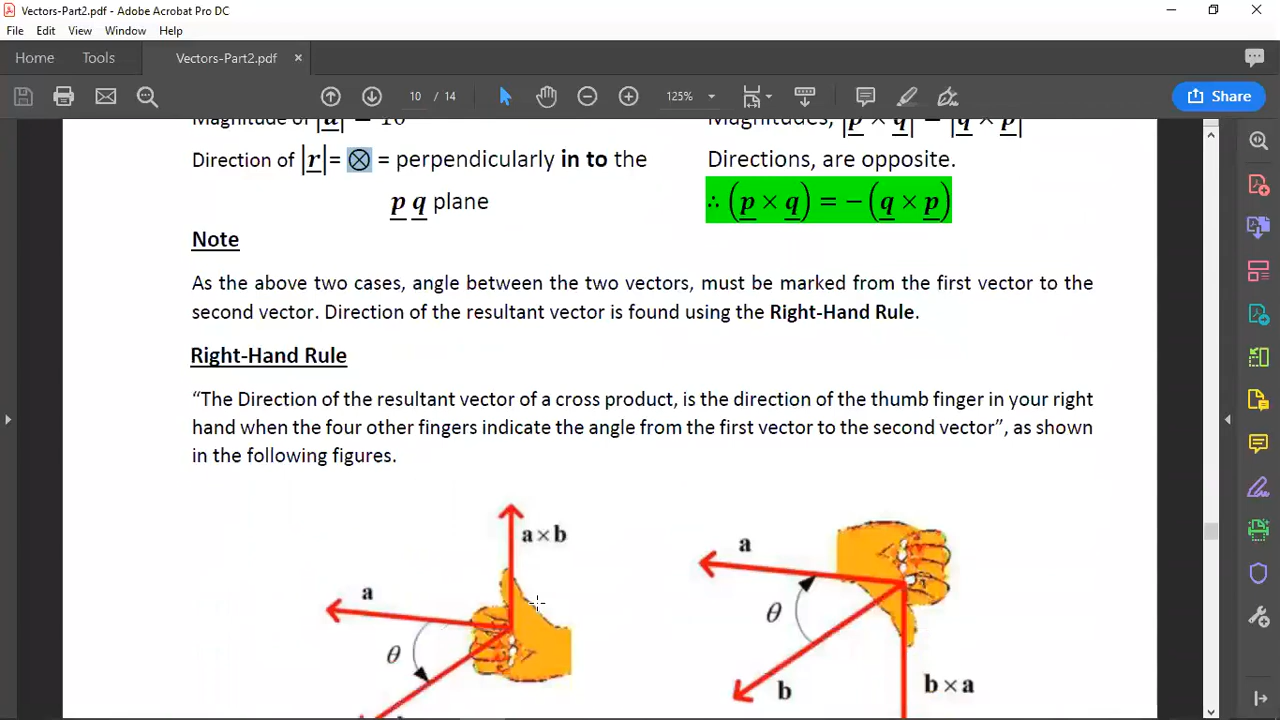 Vectors-Part2.pdf - Adobe Acrobat Pro DC
File Edit View Window Help
Home Tools Vectors-Part2.pdf ×
10 / 14 125% Share
Magnitude of |a| = 10
Magnitudes, |p × q| = |q × p|
Direction of |r|= ⊗ = perpendicularly in to the
p q plane
Directions, are opposite.
∴ (p × q) = −(q × p)
Note
As the above two cases, angle between the two vectors, must be marked from the first vector to the
second vector. Direction of the resultant vector is found using the Right-Hand Rule.
Right-Hand Rule
“The Direction of the resultant vector of a cross product, is the direction of the thumb finger in your right
hand when the four other fingers indicate the angle from the first vector to the second vector”, as shown
in the following figures.
a × b
a
θ
a
θ
b
b × a